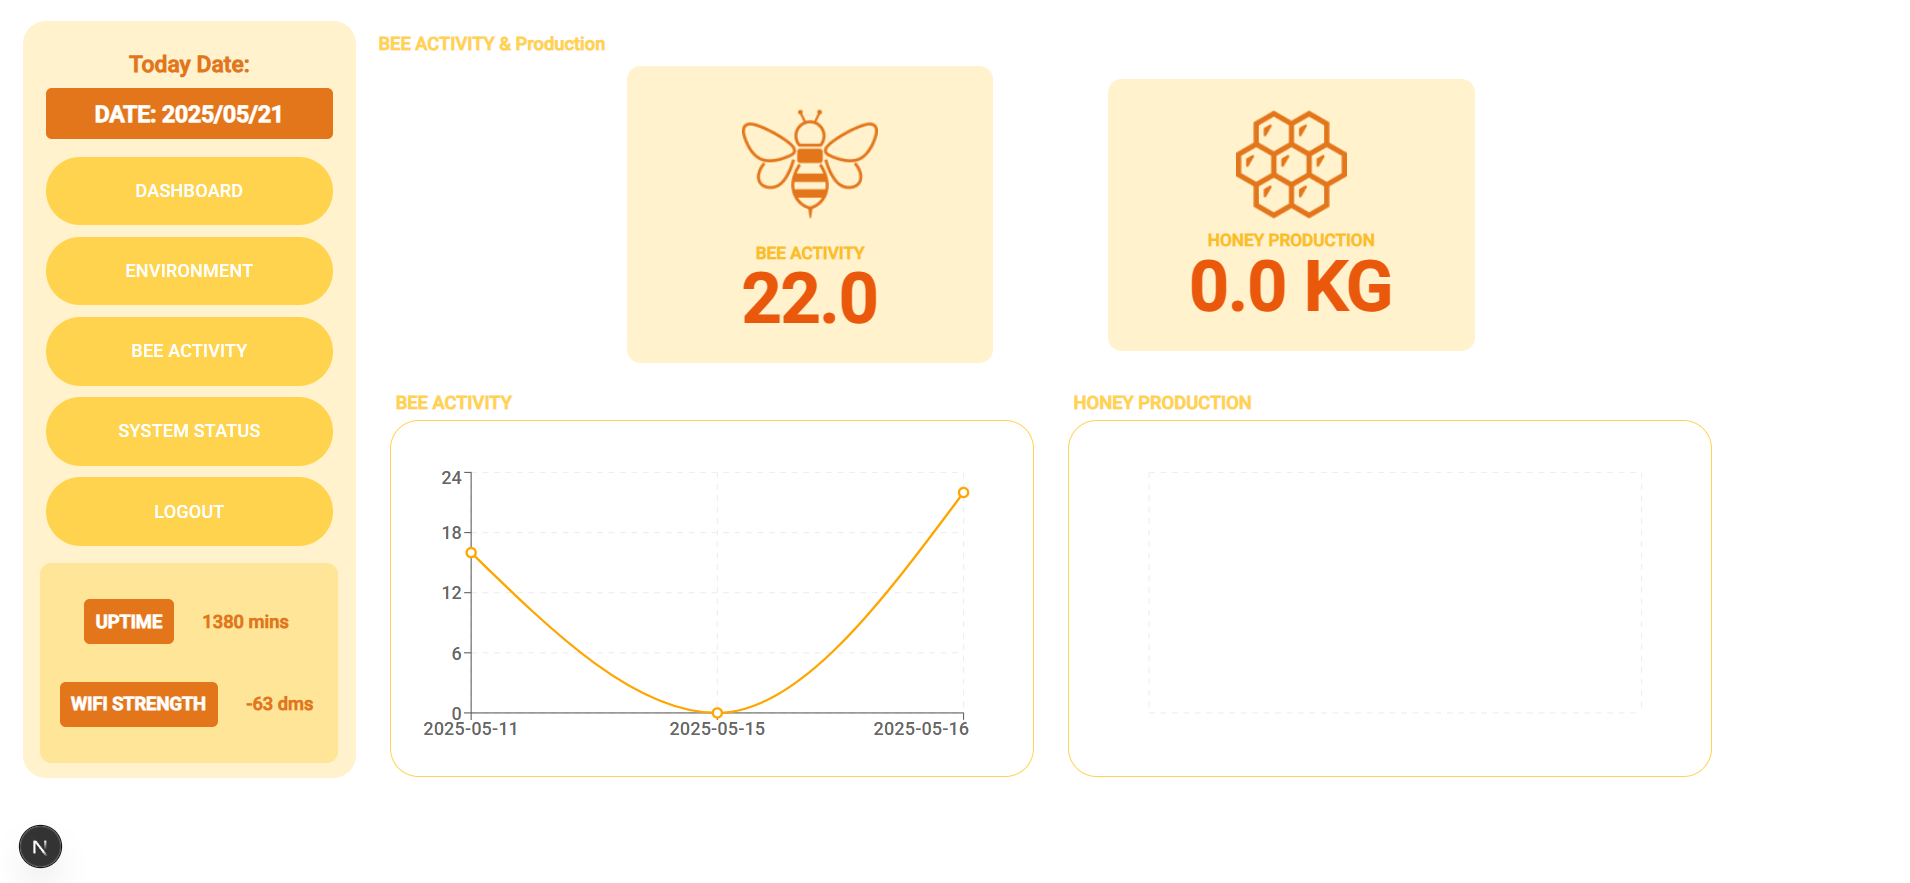 Today Date:
DATE: 2025/05/21
DASHBOARD
ENVIRONMENT
BEE ACTIVITY
SYSTEM STATUS
LOGOUT
UPTIME 1380 mins
WIFI STRENGTH -63 dms
N
BEE ACTIVITY & Production
BEE ACTIVITY
22.0
HONEY PRODUCTION
0.0 KG
BEE ACTIVITY
24
18
12
6
0
2025-05-11 2025-05-15 2025-05-16
HONEY PRODUCTION